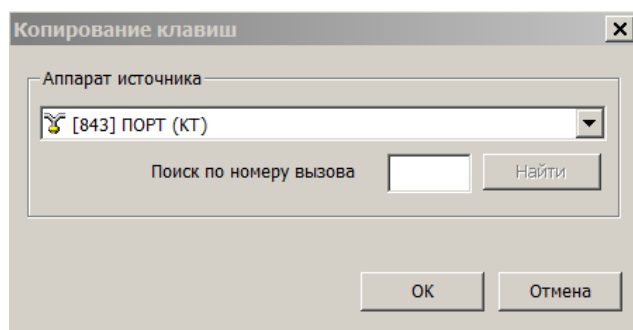 Копирование клавиш
Аппарат источника
[843] ПОРТ (КТ)
Поиск по номеру вызова
Найти
OK
Отмена